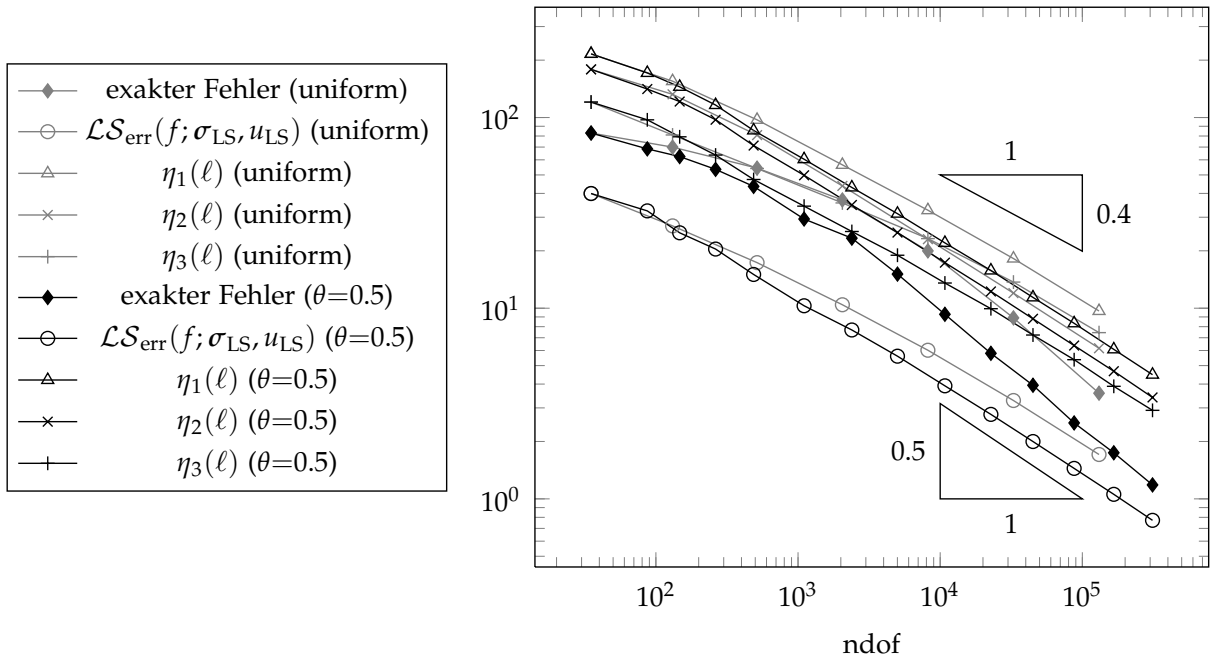 exakter Fehler (uniform)
ℒ𝒮err(f; σLS, uLS) (uniform)
η1(ℓ) (uniform)
η2(ℓ) (uniform)
η3(ℓ) (uniform)
exakter Fehler (θ=0.5)
ℒ𝒮err(f; σLS, uLS) (θ=0.5)
η1(ℓ) (θ=0.5)
η2(ℓ) (θ=0.5)
η3(ℓ) (θ=0.5)
10^2
10^1
10^0
1
0.4
0.5
1
10^2 10^3 10^4 10^5
ndof